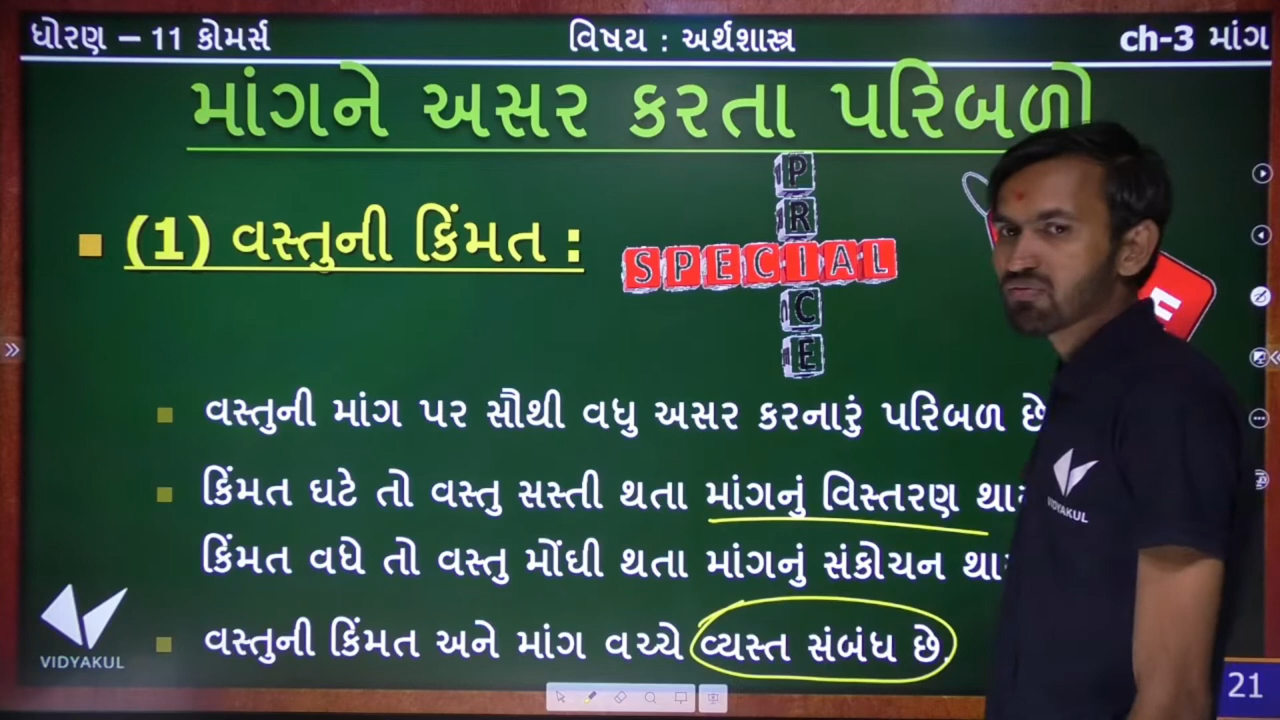 ધોરણ – 11 કોમર્સ
વિષય : અર્થશાસ્ત્ર
ch-3 માંગ
માંગને અસર કરતા પરિબળો
(1) વસ્તુની કિંમત :
PRICE
SPECIAL
E
વસ્તુની માંગ પર સૌથી વધુ અસર કરનારું પરિબળ છે
કિંમત ઘટે તો વસ્તુ સસ્તી થતા માંગનું વિસ્તરણ
કિંમત વધે તો વસ્તુ મોંઘી થતા માંગનું સંકોચન
વસ્તુની કિંમત અને માંગ વચ્ચે વ્યસ્ત સંબંધ છે.
VIDYAKUL
VIDYAKUL
21